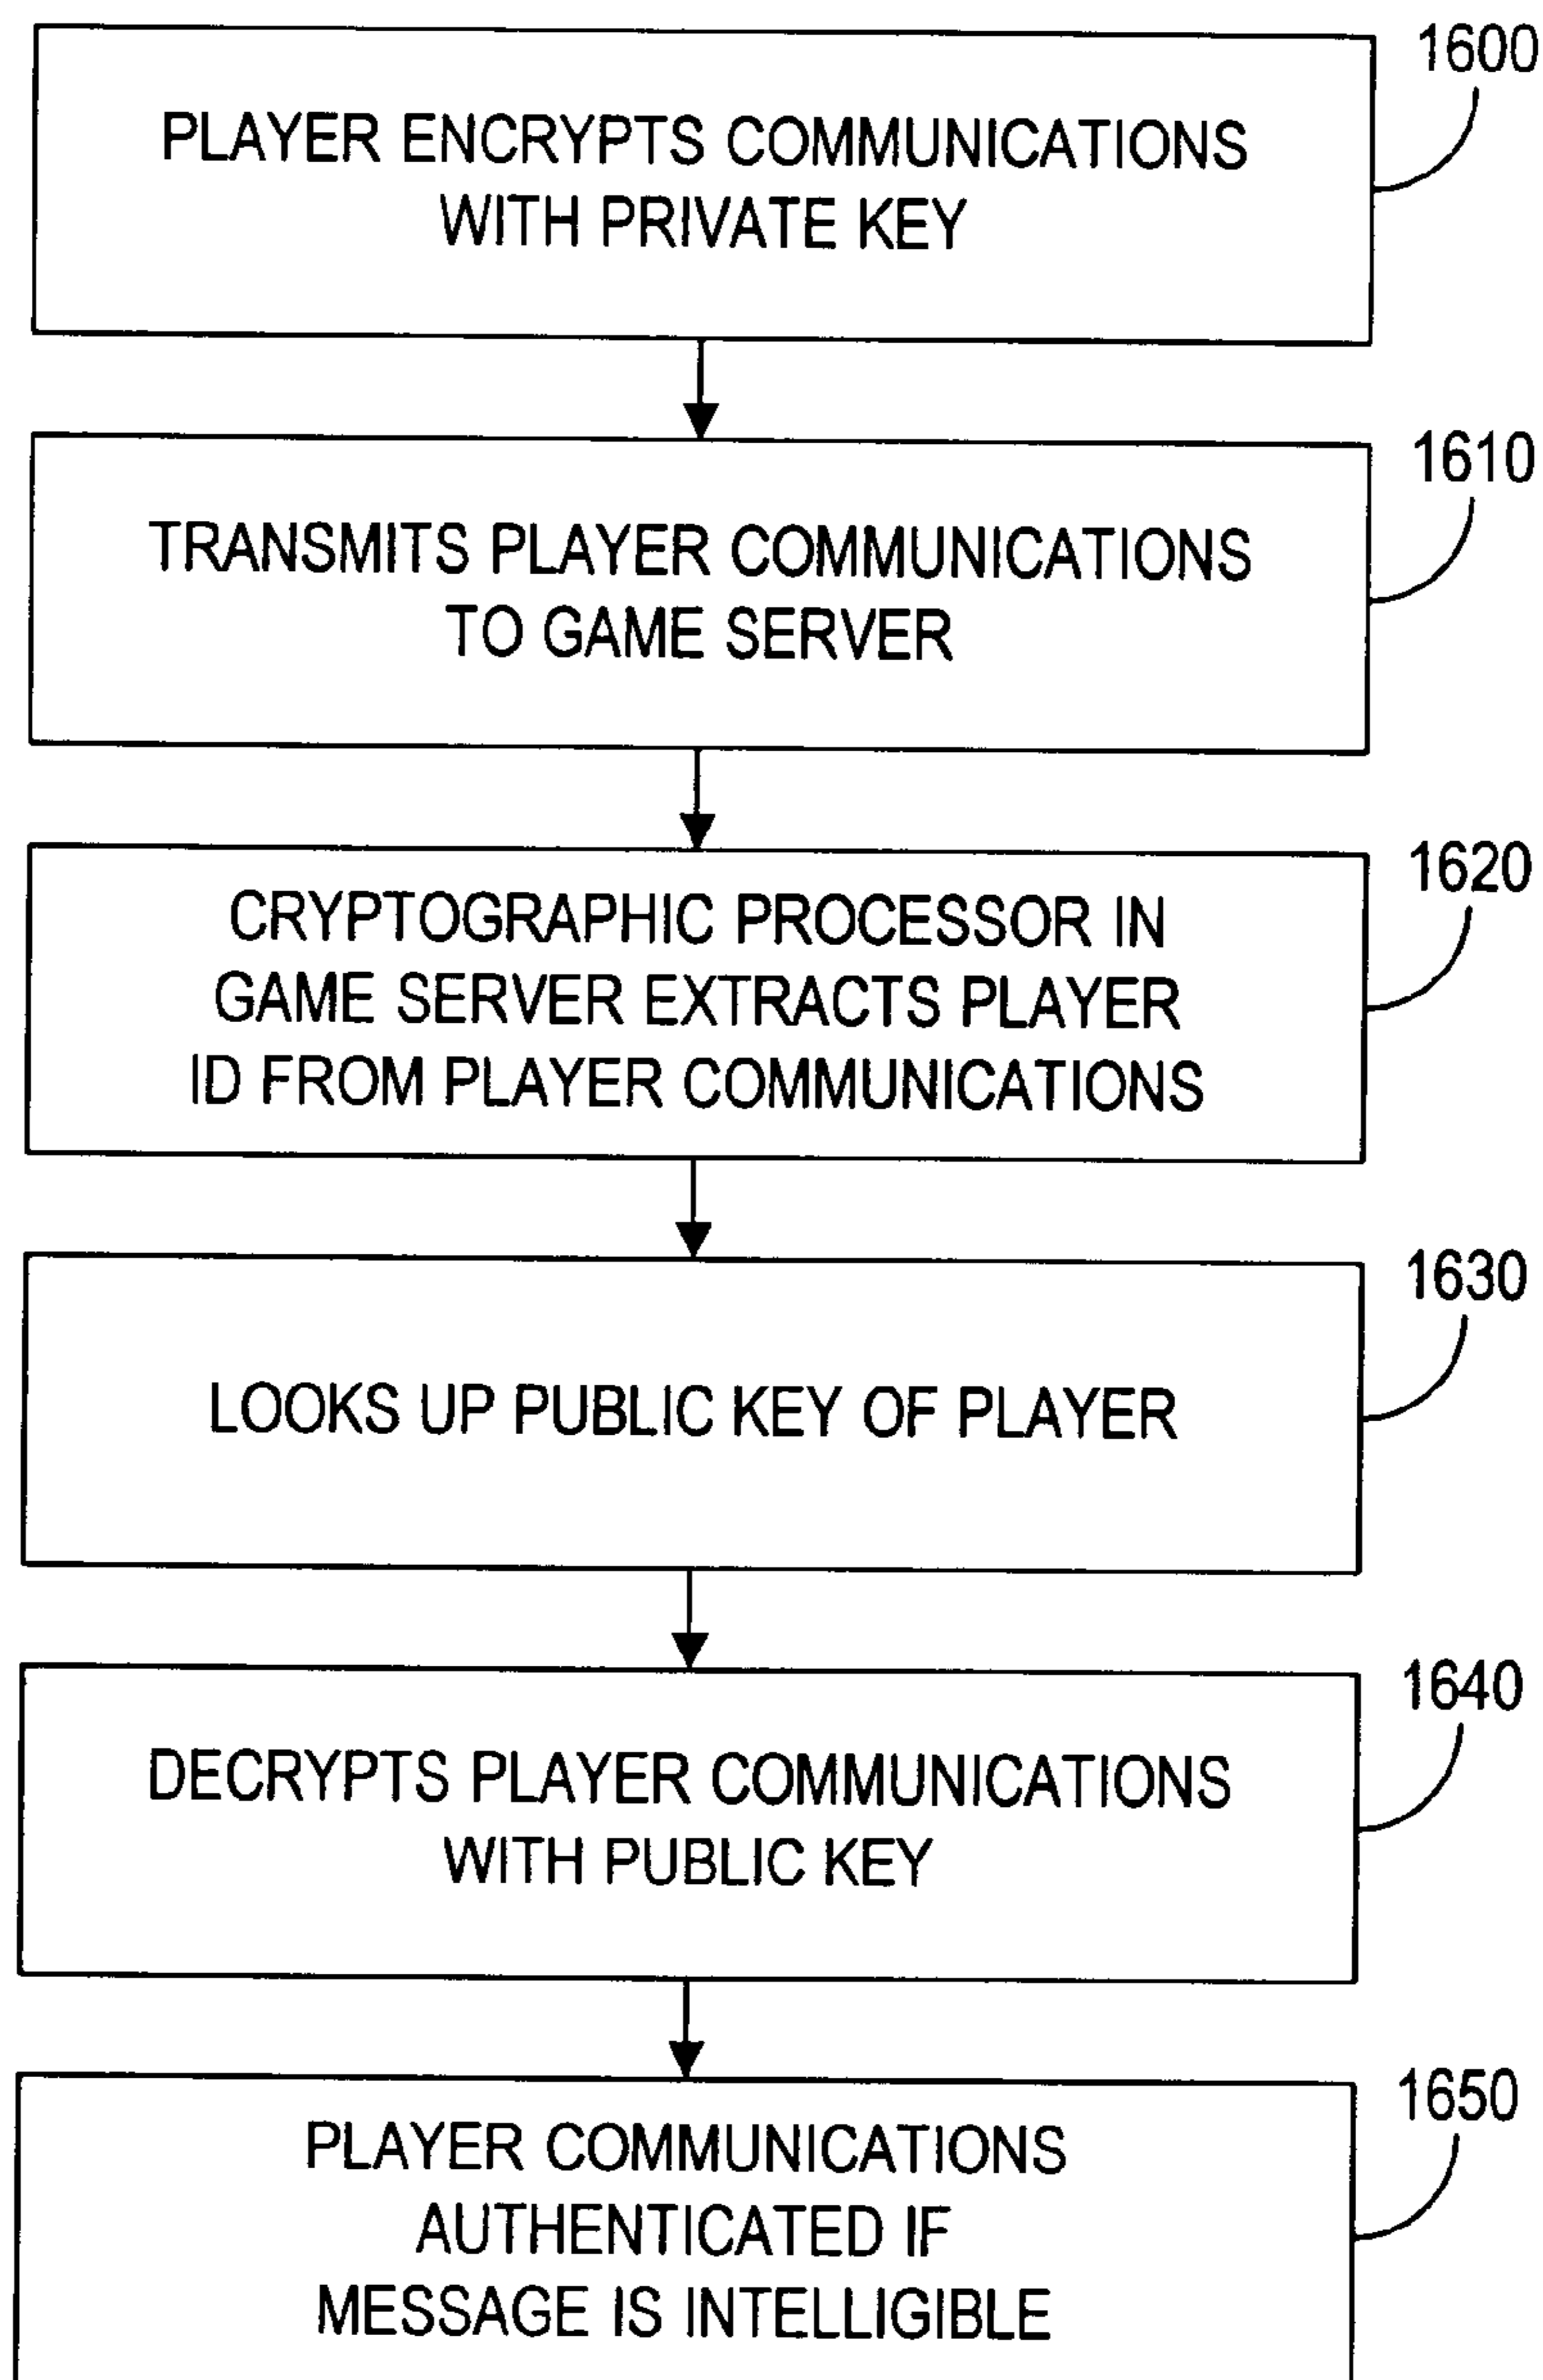 1600
PLAYER ENCRYPTS COMMUNICATIONS
WITH PRIVATE KEY
1610
TRANSMITS PLAYER COMMUNICATIONS
TO GAME SERVER
1620
CRYPTOGRAPHIC PROCESSOR IN
GAME SERVER EXTRACTS PLAYER
ID FROM PLAYER COMMUNICATIONS
1630
LOOKS UP PUBLIC KEY OF PLAYER
1640
DECRYPTS PLAYER COMMUNICATIONS
WITH PUBLIC KEY
1650
PLAYER COMMUNICATIONS
AUTHENTICATED IF
MESSAGE IS INTELLIGIBLE